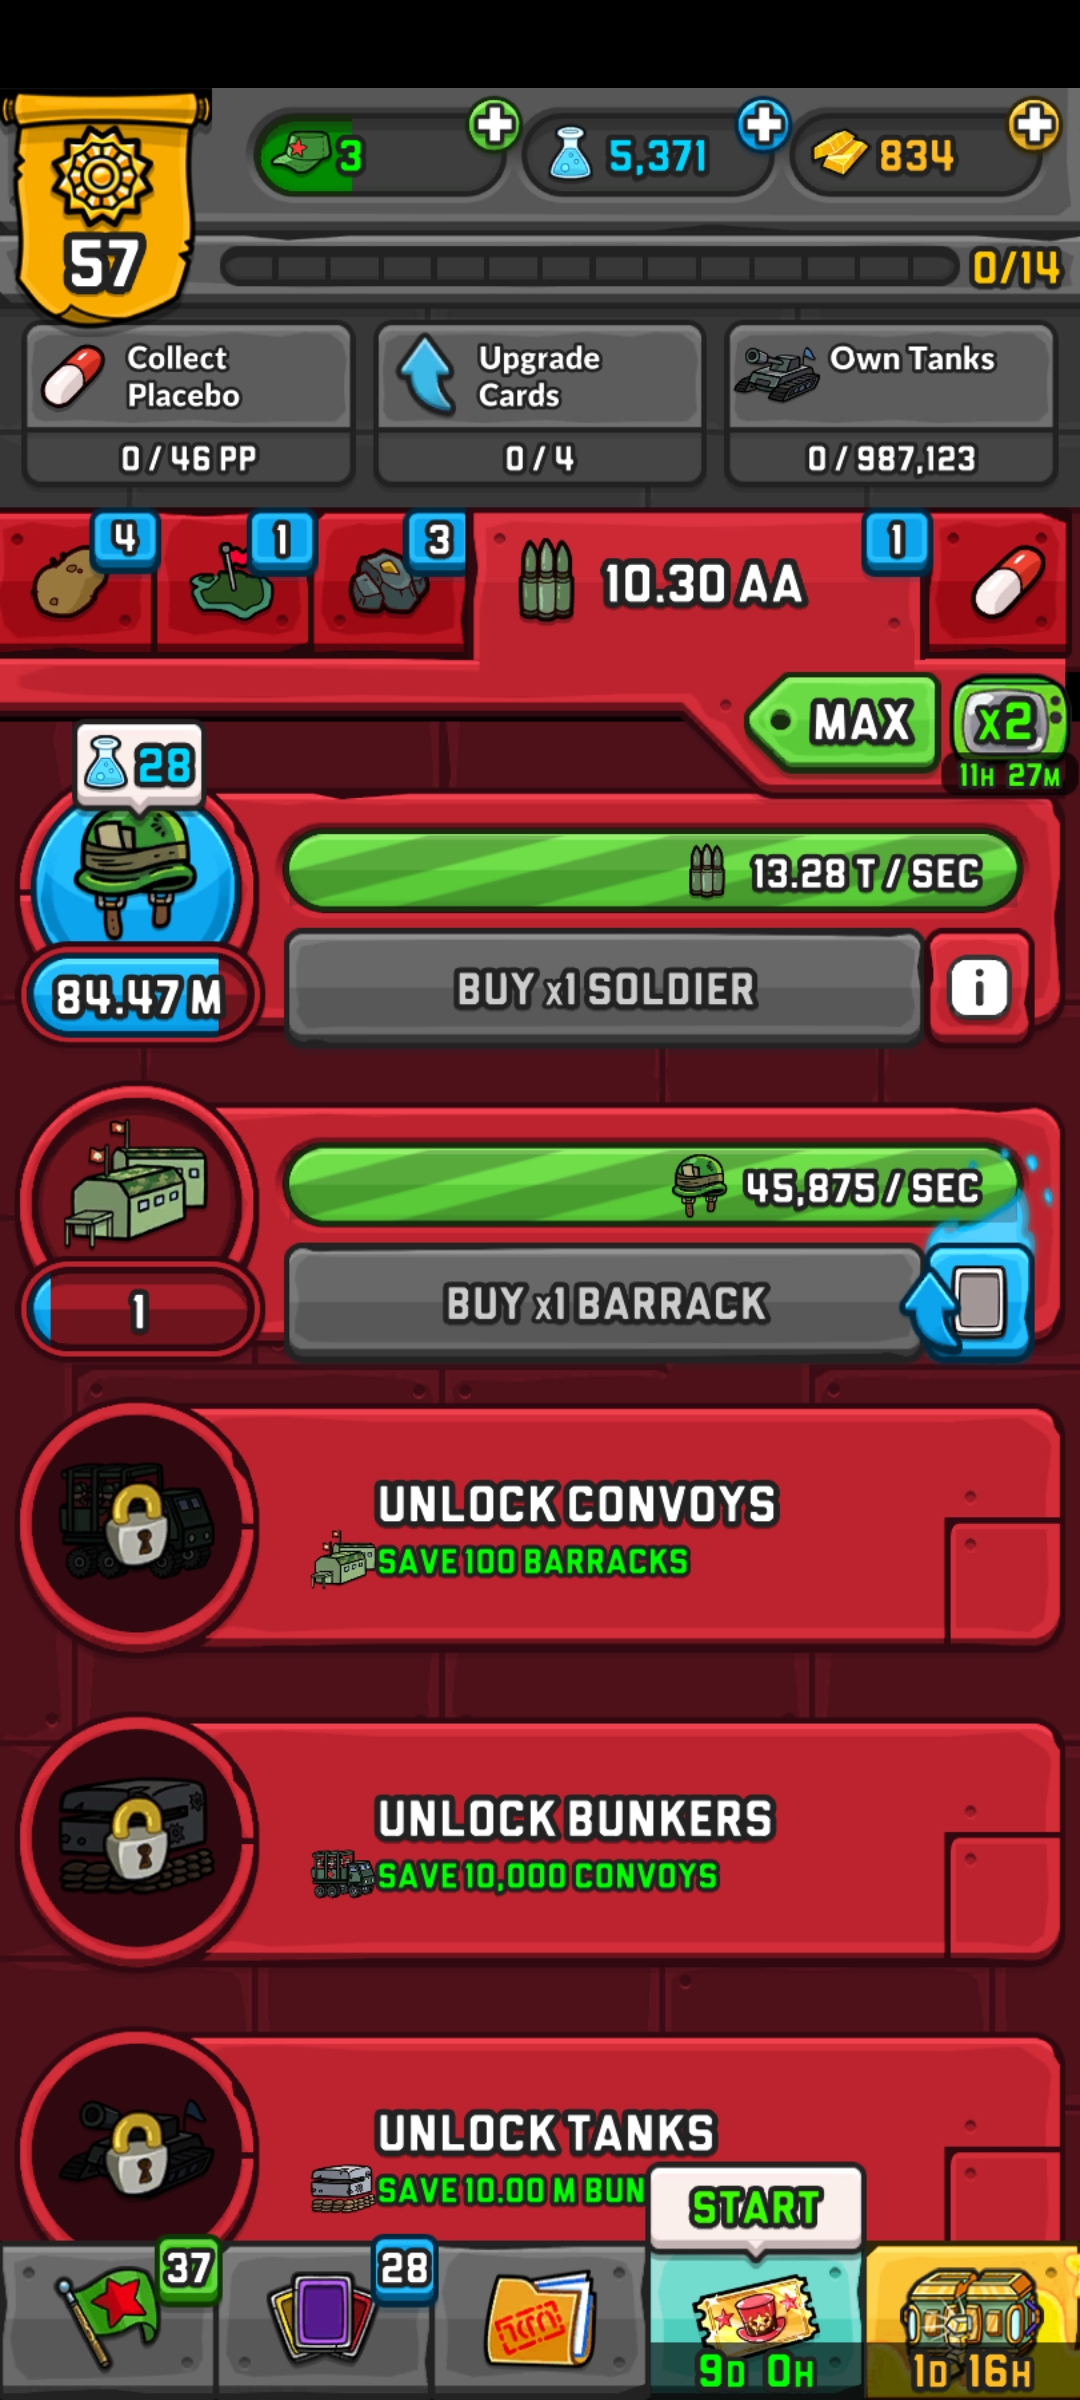 3
5,371
834
57
0/14
Collect
Placebo
0 / 46 PP
Upgrade
Cards
0 / 4
Own Tanks
0 / 987,123
4
1
3
10.30 AA
1
MAX
x2
11H 27M
28
13.28 T / SEC
84.47 M
BUY x1 SOLDIER
i
45,875 / SEC
1
BUY x1 BARRACK
UNLOCK CONVOYS
SAVE 100 BARRACKS
UNLOCK BUNKERS
SAVE 10,000 CONVOYS
UNLOCK TANKS
SAVE 10.00 M BUN
START
37
28
9D 0H
1D 16H